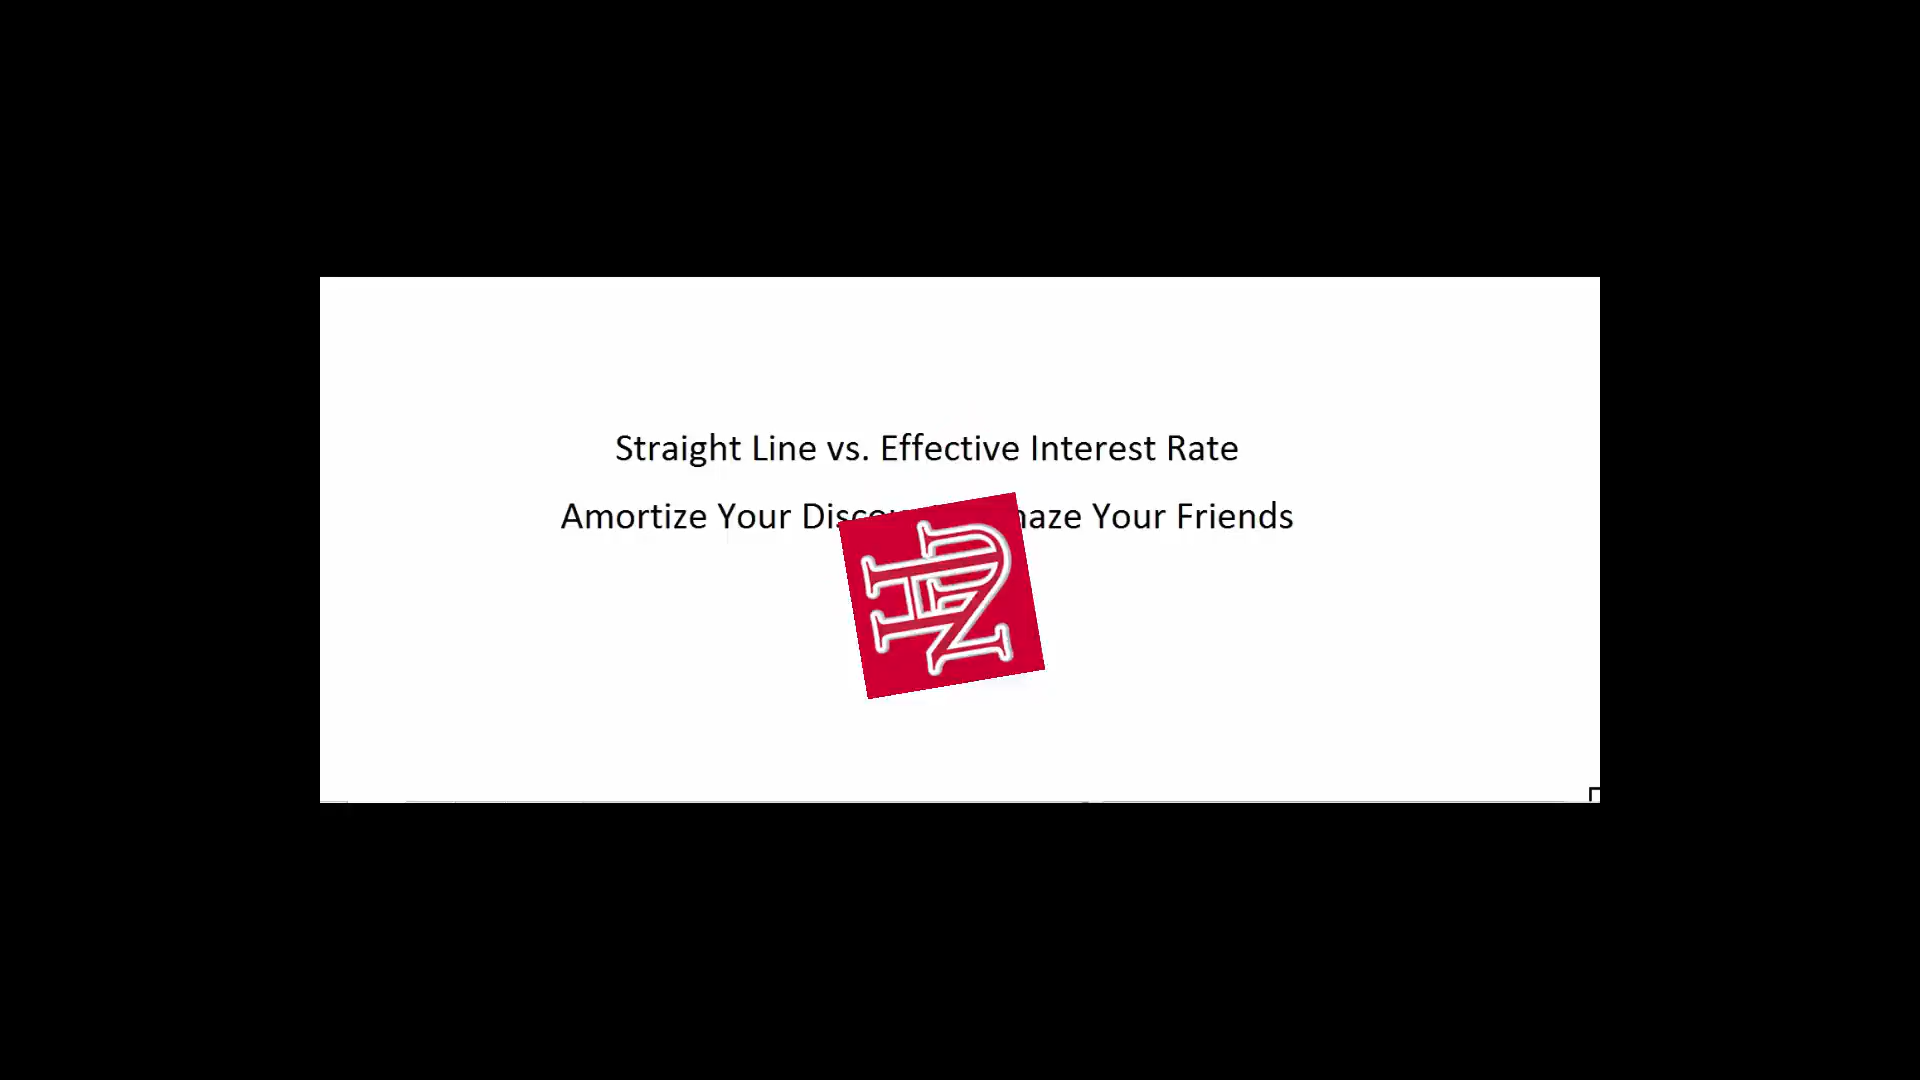 Straight Line vs. Effective Interest Rate
Amortize Your Your Friends